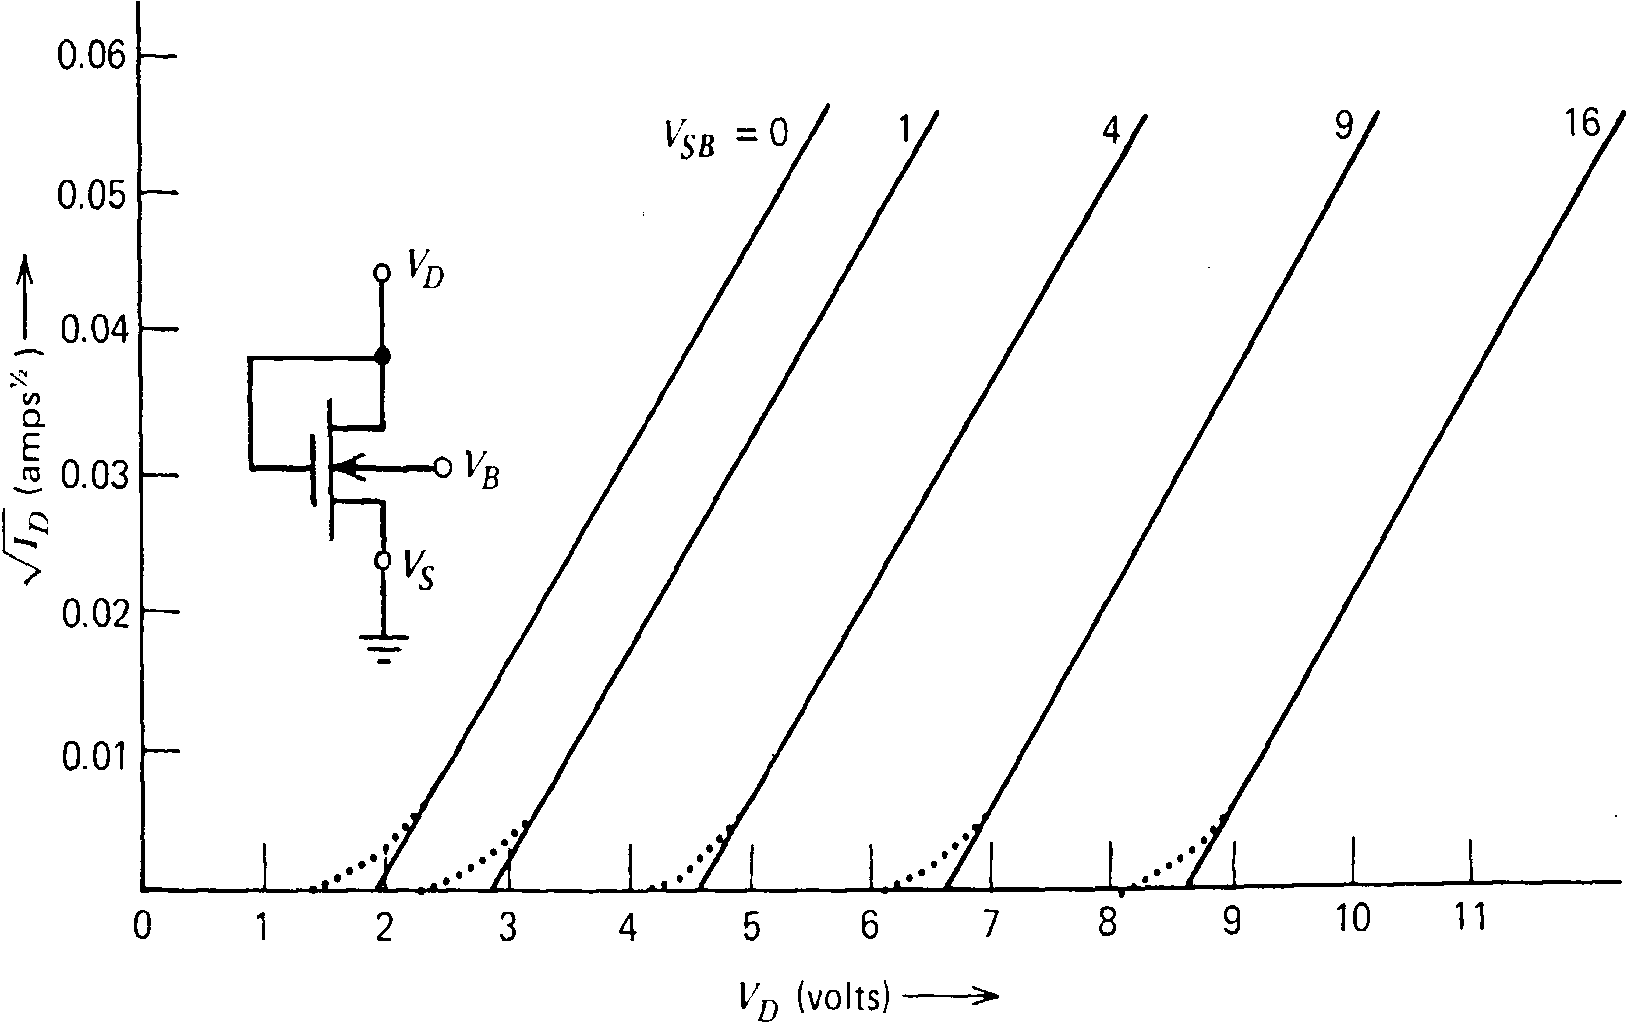 0.06
0.05
0.04
0.03
0.02
0.01
√I_D (amps^½)
V_SB = 0
1
4
9
16
V_D
V_B
V_S
0 1 2 3 4 5 6 7 8 9 10 11
V_D (volts)